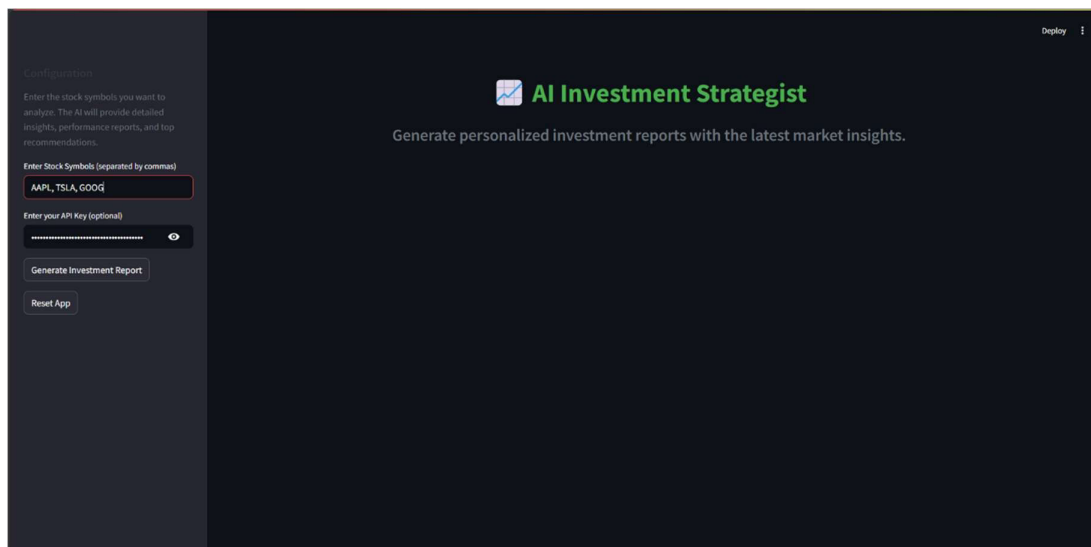 Deploy
Configuration
Enter the stock symbols you want to
analyze. The AI will provide detailed
insights, performance reports, and top
recommendations.
Enter Stock Symbols (separated by commas)
AAPL, TSLA, GOOG
Enter your API Key (optional)
Generate Investment Report
Reset App
AI Investment Strategist
Generate personalized investment reports with the latest market insights.